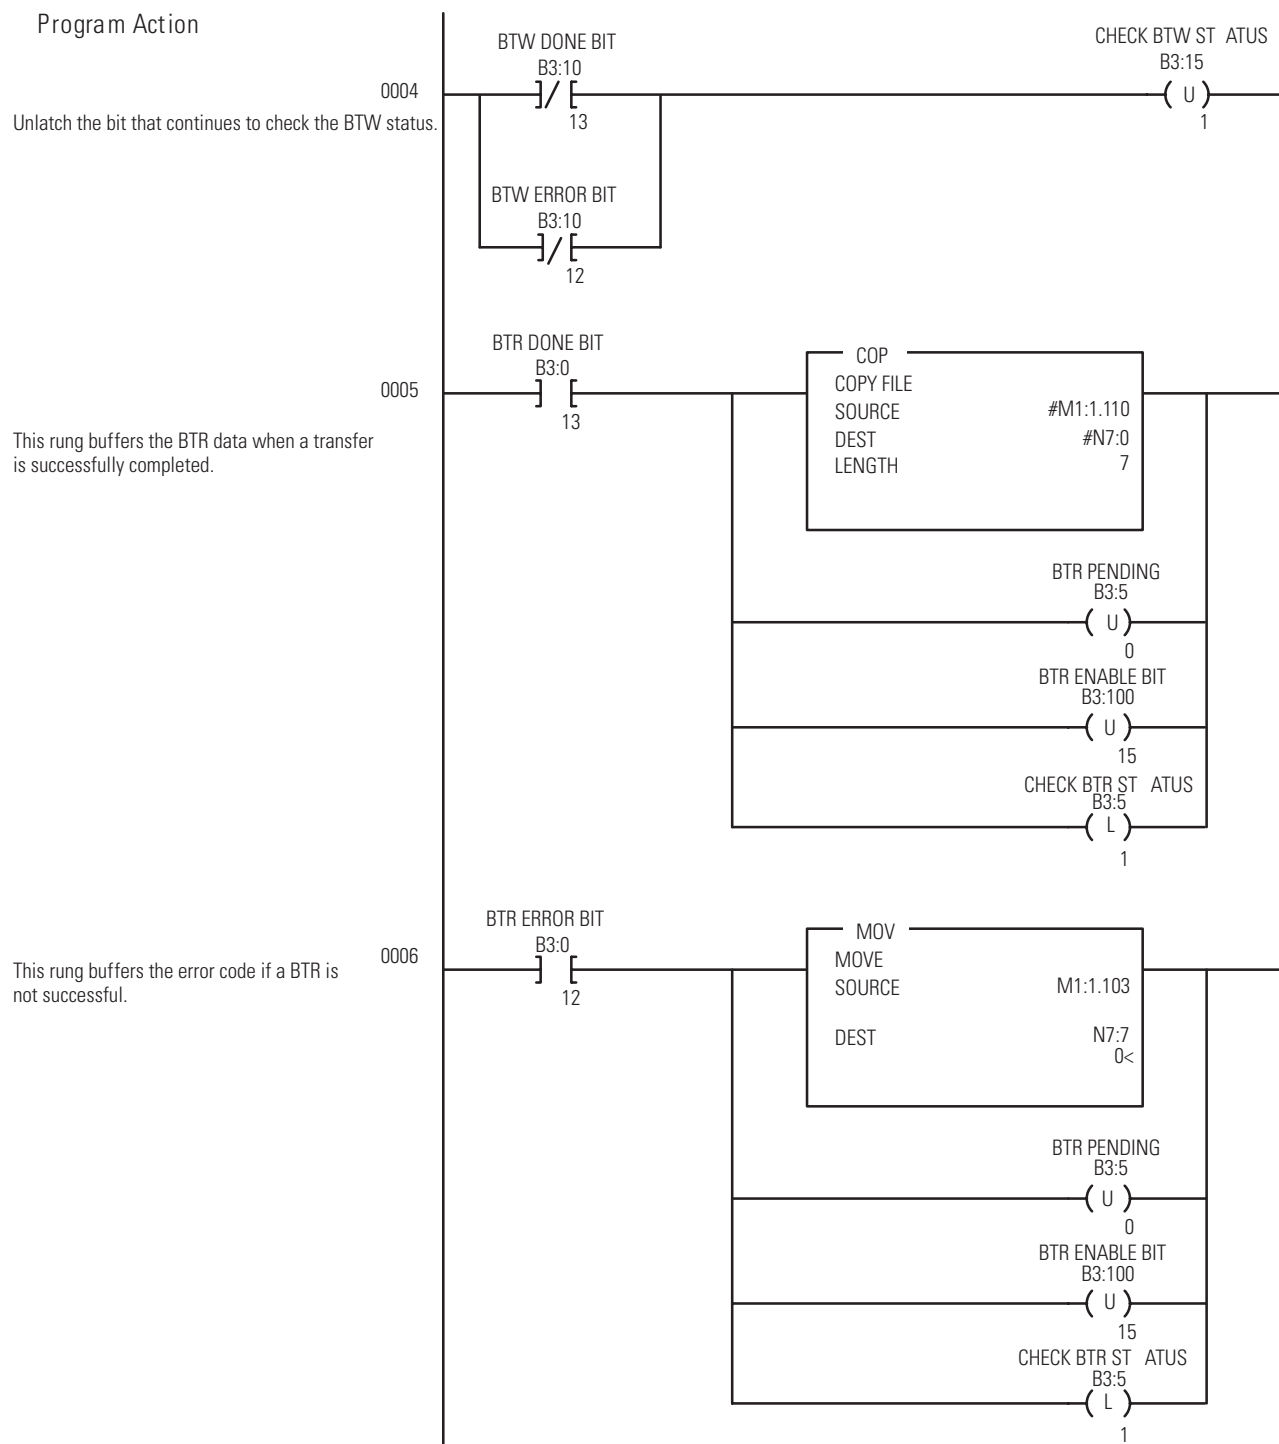 Program Action
BTW DONE BIT
B3:10
13
CHECK BTW ST ATUS
B3:15
U
1
0004
Unlatch the bit that continues to check the BTW status.
BTW ERROR BIT
B3:10
12
BTR DONE BIT
B3:0
13
0005
This rung buffers the BTR data when a transfer
is successfully completed.
COP
COPY FILE
SOURCE #M1:1.110
DEST #N7:0
LENGTH 7
BTR PENDING
B3:5
U
0
BTR ENABLE BIT
B3:100
U
15
CHECK BTR ST ATUS
B3:5
L
1
BTR ERROR BIT
B3:0
12
0006
This rung buffers the error code if a BTR is
not successful.
MOV
MOVE
SOURCE M1:1.103
DEST N7:7
0<
BTR PENDING
B3:5
U
0
BTR ENABLE BIT
B3:100
U
15
CHECK BTR ST ATUS
B3:5
L
1